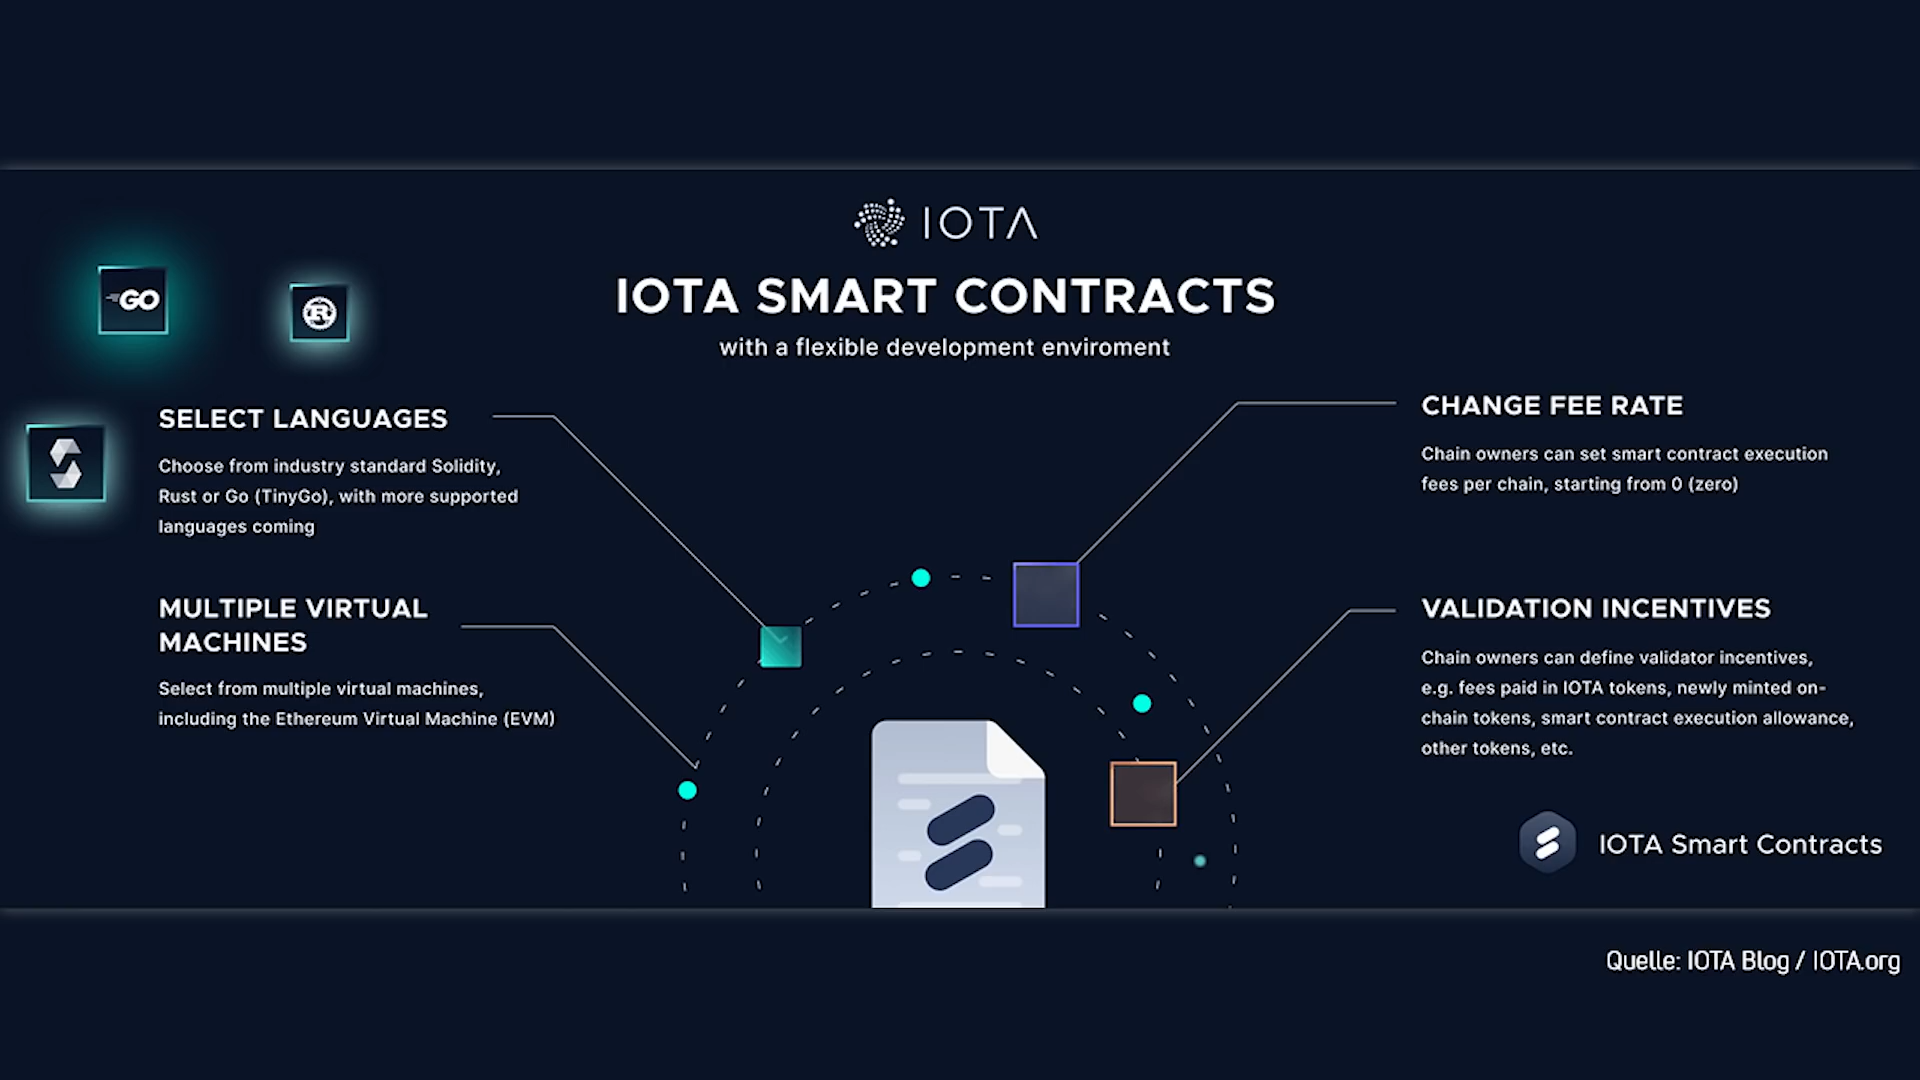 IOTA
IOTA SMART CONTRACTS
with a flexible development enviroment
GO
R
SELECT LANGUAGES
Choose from industry standard Solidity,
Rust or Go (TinyGo), with more supported
languages coming
MULTIPLE VIRTUAL
MACHINES
Select from multiple virtual machines,
including the Ethereum Virtual Machine (EVM)
CHANGE FEE RATE
Chain owners can set smart contract execution
fees per chain, starting from 0 (zero)
VALIDATION INCENTIVES
Chain owners can define validator incentives,
e.g. fees paid in IOTA tokens, newly minted on-
chain tokens, smart contract execution allowance,
other tokens, etc.
IOTA Smart Contracts
Quelle: IOTA Blog / IOTA.org